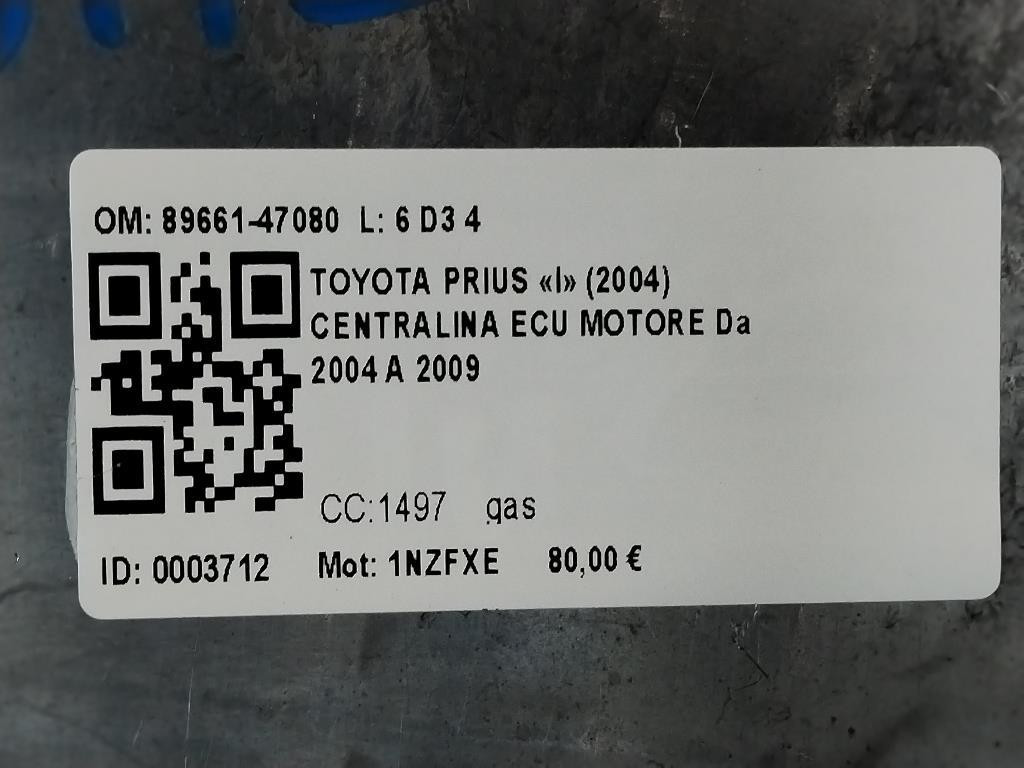 OM: 89661-47080 L: 6 D3 4
TOYOTA PRIUS «I» (2004)
CENTRALINA ECU MOTORE Da
2004 A 2009
CC:1497 gas
ID: 0003712 Mot: 1NZFXE 80,00 €